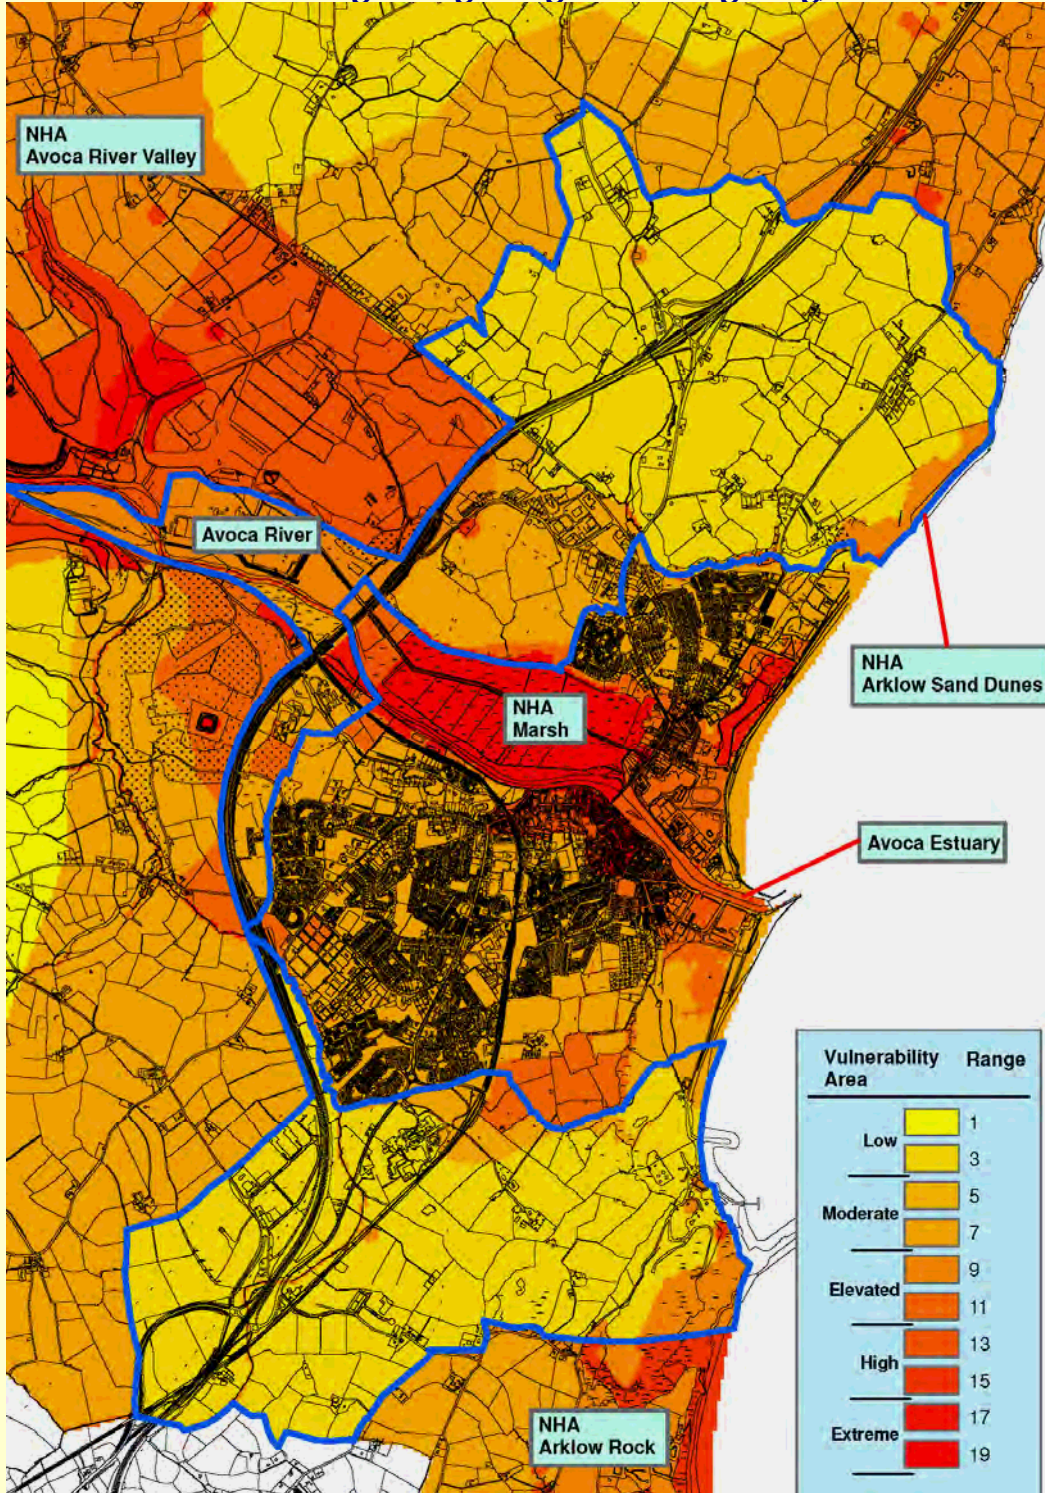 NHA
Avoca River Valley
Avoca River
NHA
Arklow Sand Dunes
NHA
Marsh
Avoca Estuary
Vulnerability Area
Range
Low
1
3
Moderate
5
7
Elevated
9
11
High
13
15
Extreme
17
19
NHA
Arklow Rock